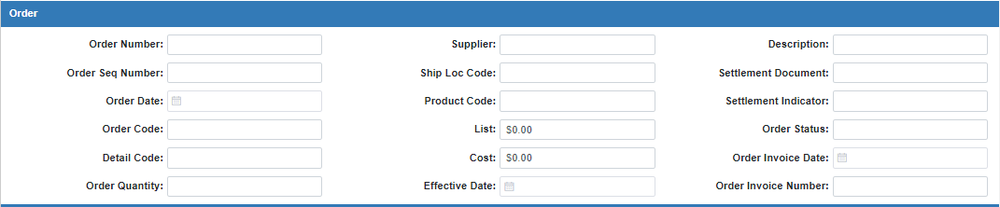 Order
Order Number: Supplier: Description:
Order Seq Number: Ship Loc Code: Settlement Document:
Order Date: Product Code: Settlement Indicator:
Order Code: List: $0.00 Order Status:
Detail Code: Cost: $0.00 Order Invoice Date:
Order Quantity: Effective Date: Order Invoice Number: